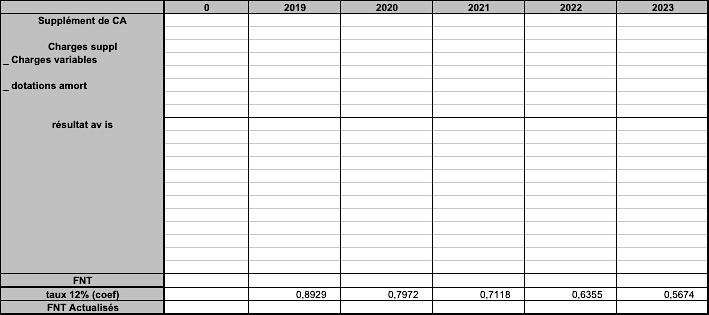 0 2019 2020 2021 2022 2023
Supplément de CA
Charges suppl
_ Charges variables
_ dotations amort
résultat av is
FNT
taux 12% (coef) 0,8929 0,7972 0,7118 0,6355 0,5674
FNT Actualisés